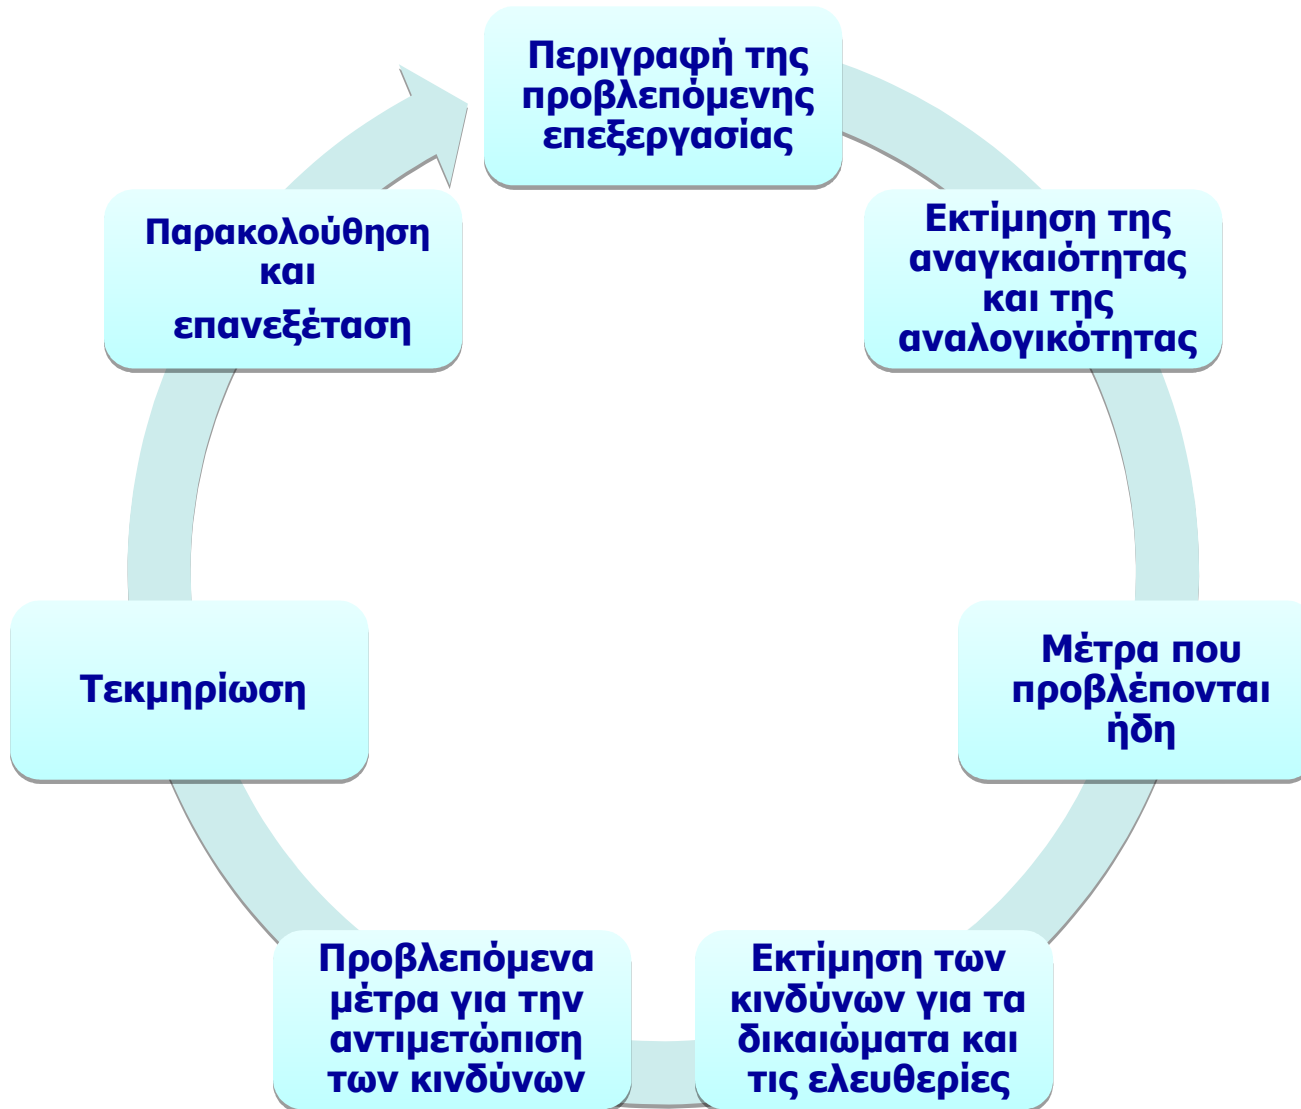 Περιγραφή της
προβλεπόμενης
επεξεργασίας
Εκτίμηση της
αναγκαιότητας
και της
αναλογικότητας
Μέτρα που
προβλέπονται
ήδη
Εκτίμηση των
κινδύνων για τα
δικαιώματα και
τις ελευθερίες
Προβλεπόμενα
μέτρα για την
αντιμετώπιση
των κινδύνων
Τεκμηρίωση
Παρακολούθηση
και
επανεξέταση